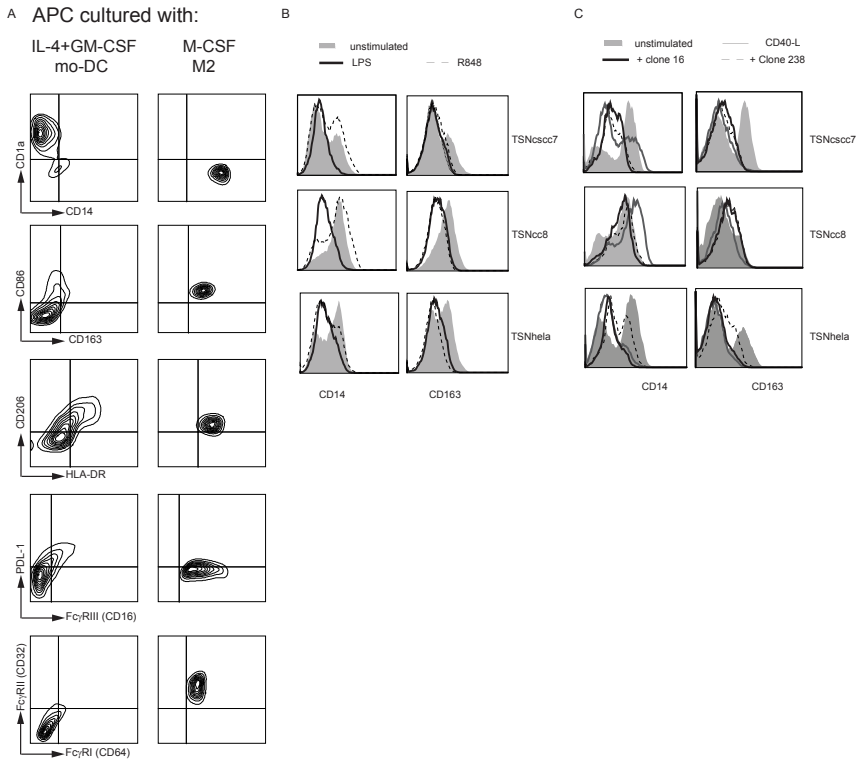 A APC cultured with:
IL-4+GM-CSF
mo-DC
M-CSF
M2
CD1a
CD14
CD86
CD163
CD206
HLA-DR
PDL-1
FcγRIII (CD16)
FcγRII (CD32)
FcγRI (CD64)
B
unstimulated
LPS
R848
TSNcscc7
TSNcc8
TSNhela
CD14
CD163
C
unstimulated
CD40-L
+ clone 16
+ Clone 238
TSNcscc7
TSNcc8
TSNhela
CD14
CD163